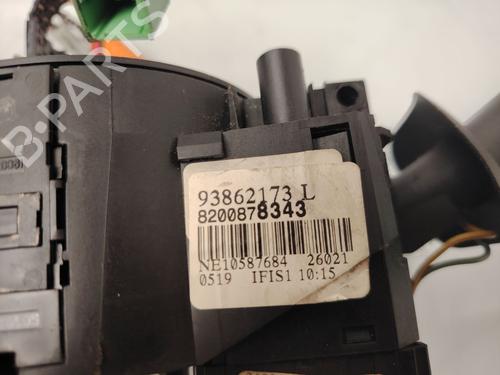 B-PARTS
93862173 L
8200878343
NE10587684 26021
0519 IFIS1 10:15